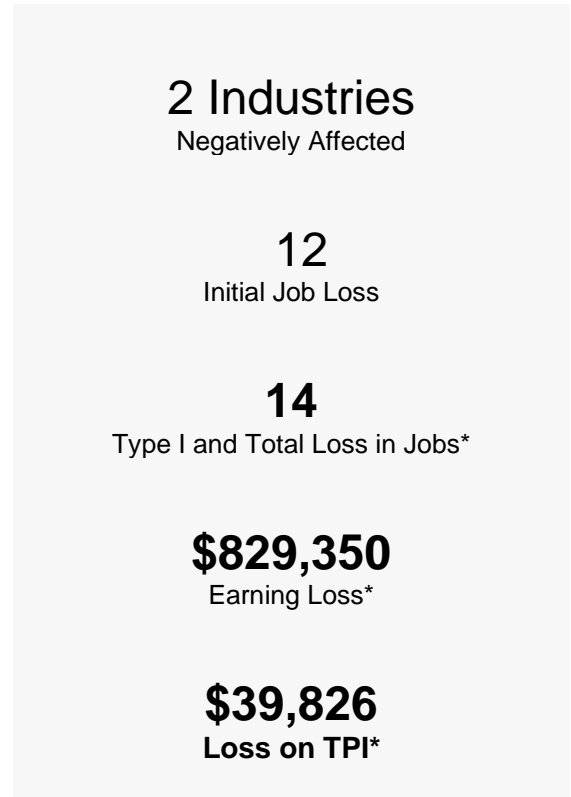 2 Industries
Negatively Affected
12
Initial Job Loss
14
Type I and Total Loss in Jobs*
$829,350
Earning Loss*
$39,826
Loss on TPI*